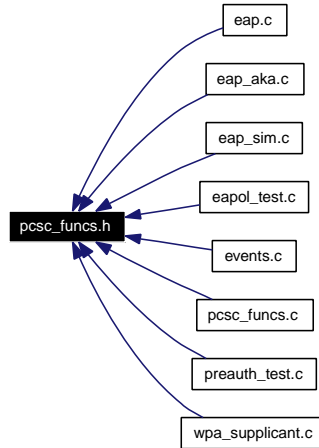 eap.c
eap_aka.c
eap_sim.c
eapol_test.c
pcsc_funcs.h
events.c
pcsc_funcs.c
preauth_test.c
wpa_supplicant.c